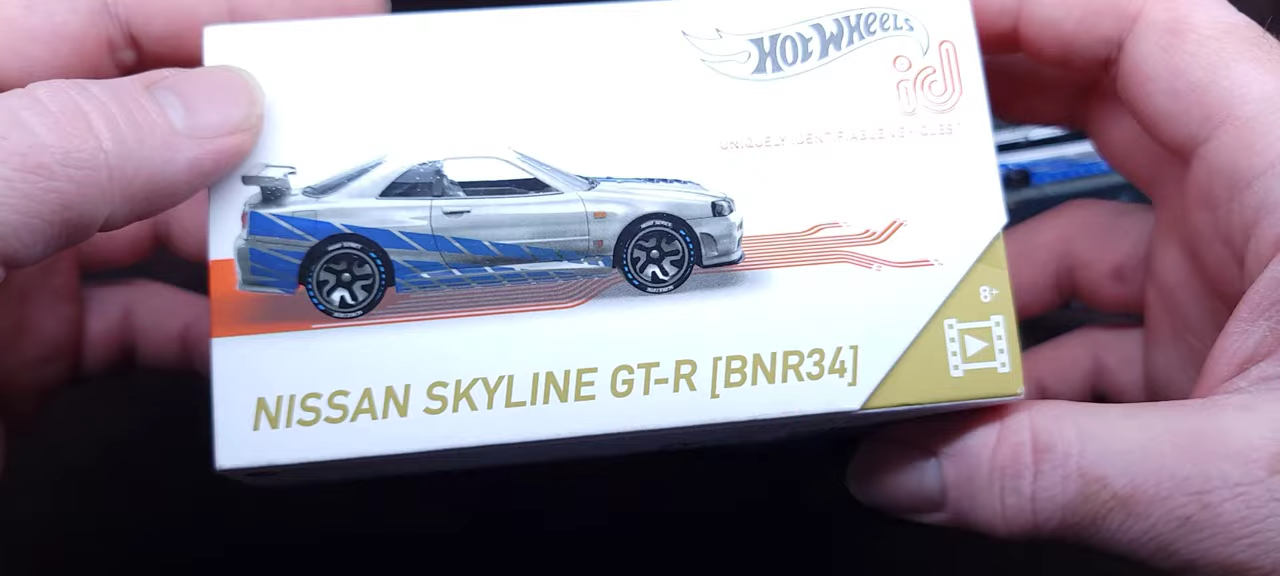 HOT WHEELS
id
UNIQUELY IDENTIFIABLE VEHICLES
8+
NISSAN SKYLINE GT-R [BNR34]